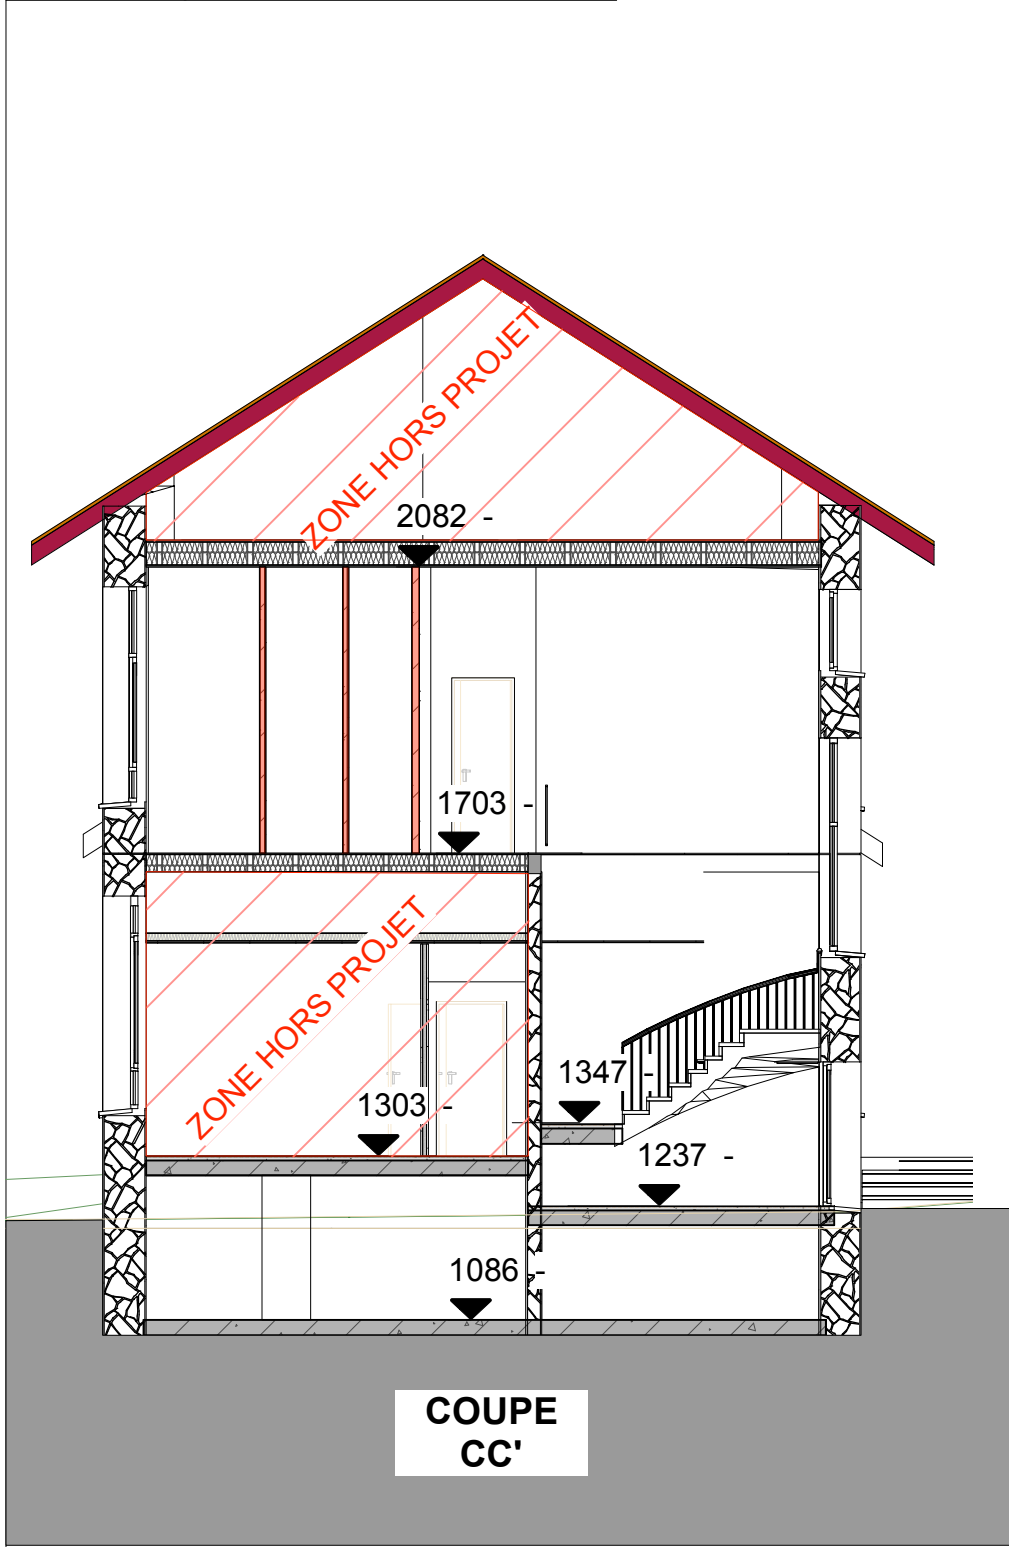 ZONE HORS PROJET
2082 -
1703 -
ZONE HORS PROJET
1347 -
1303 -
1237 -
1086 -
COUPE
CC'